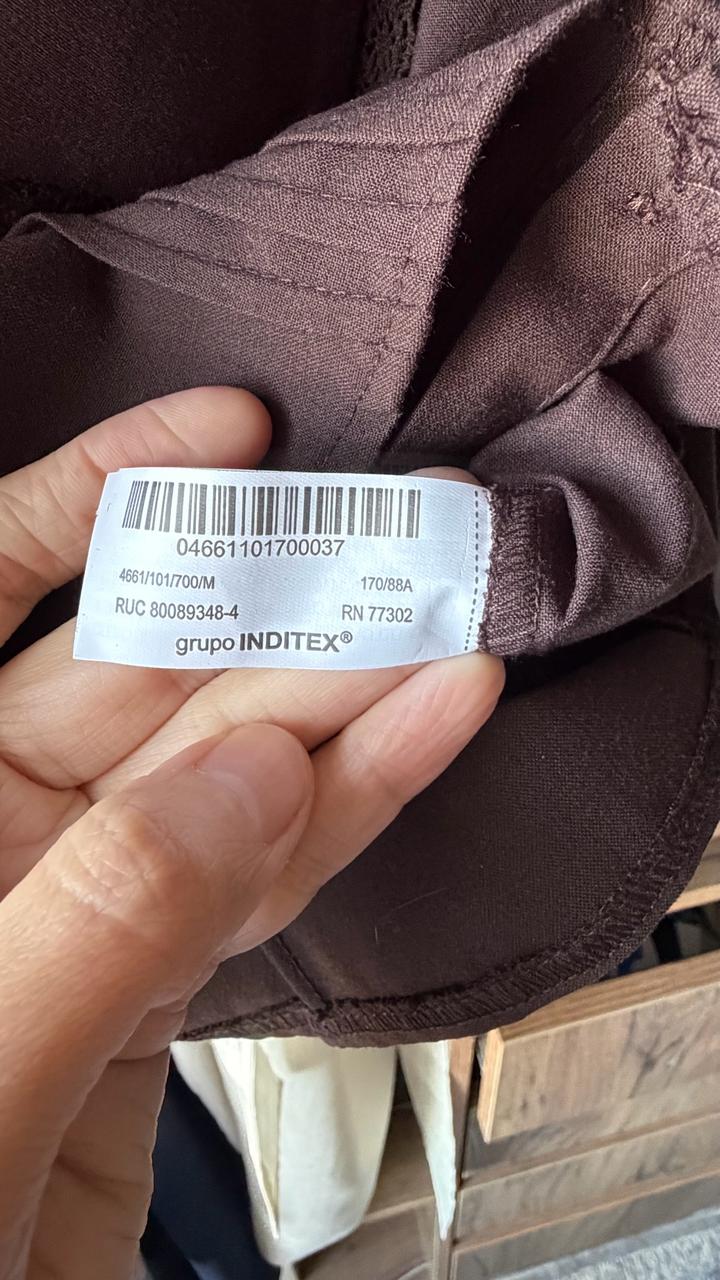 04661101700037
4661/101/700/M 170/88A
RUC 80089348-4 RN 77302
grupo INDITEX®